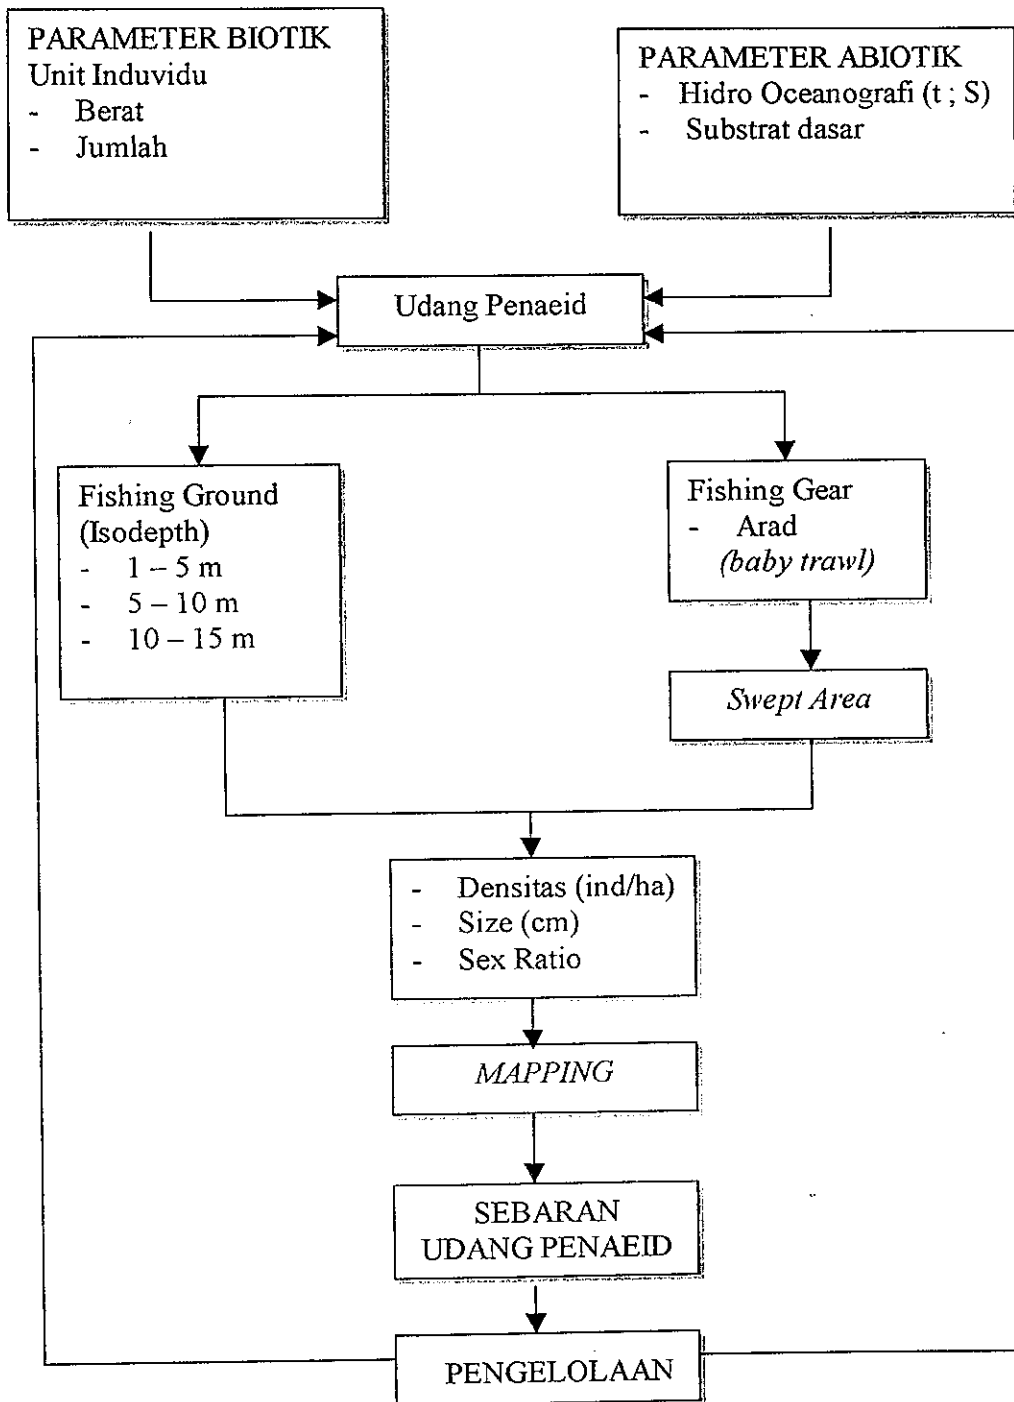 PARAMETER BIOTIK
Unit Induvidu
- Berat
- Jumlah
PARAMETER ABIOTIK
- Hidro Oceanografi (t ; S)
- Substrat dasar
Udang Penaeid
Fishing Ground
(Isodepth)
- 1 – 5 m
- 5 – 10 m
- 10 – 15 m
Fishing Gear
- Arad
(baby trawl)
Swept Area
- Densitas (ind/ha)
- Size (cm)
- Sex Ratio
MAPPING
SEBARAN
UDANG PENAEID
PENGELOLAAN